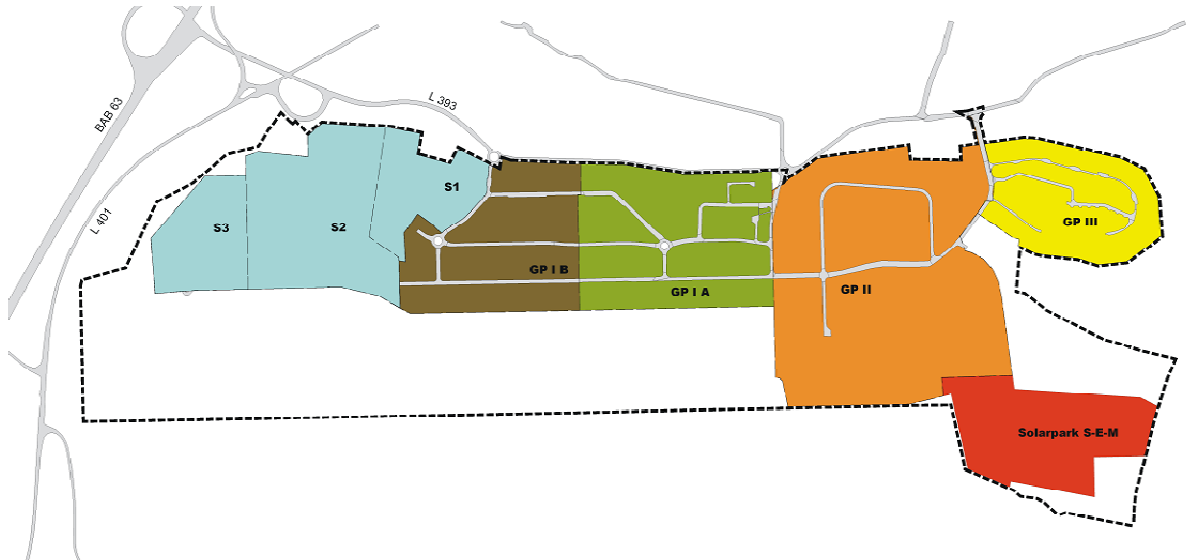 BAB 63
L 393
L 401
S1
S2
S3
GP III
GP I B
GP I A
GP II
Solarpark S-E-M